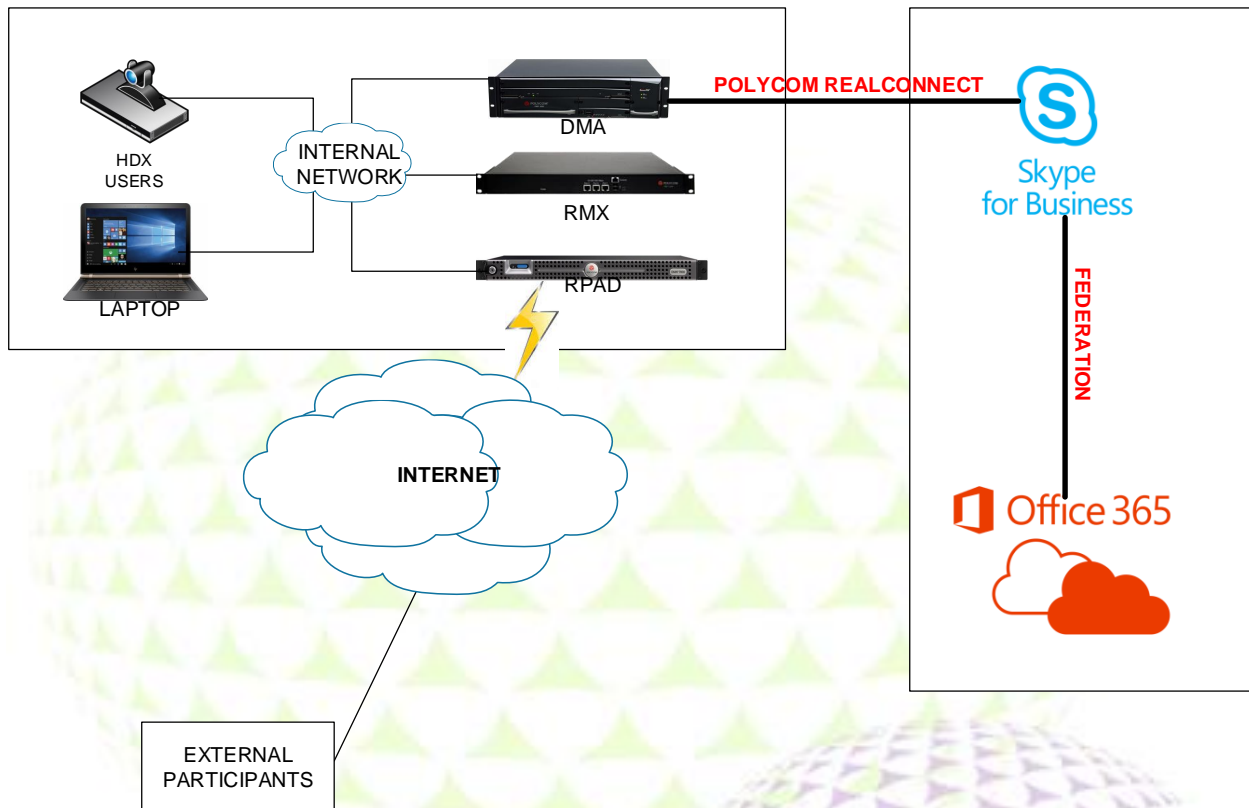 HDX
USERS
LAPTOP
INTERNAL
NETWORK
DMA
RMX
RPAD
POLYCOM REALCONNECT
S
Skype
for Business
FEDERATION
Office 365
INTERNET
EXTERNAL
PARTICIPANTS